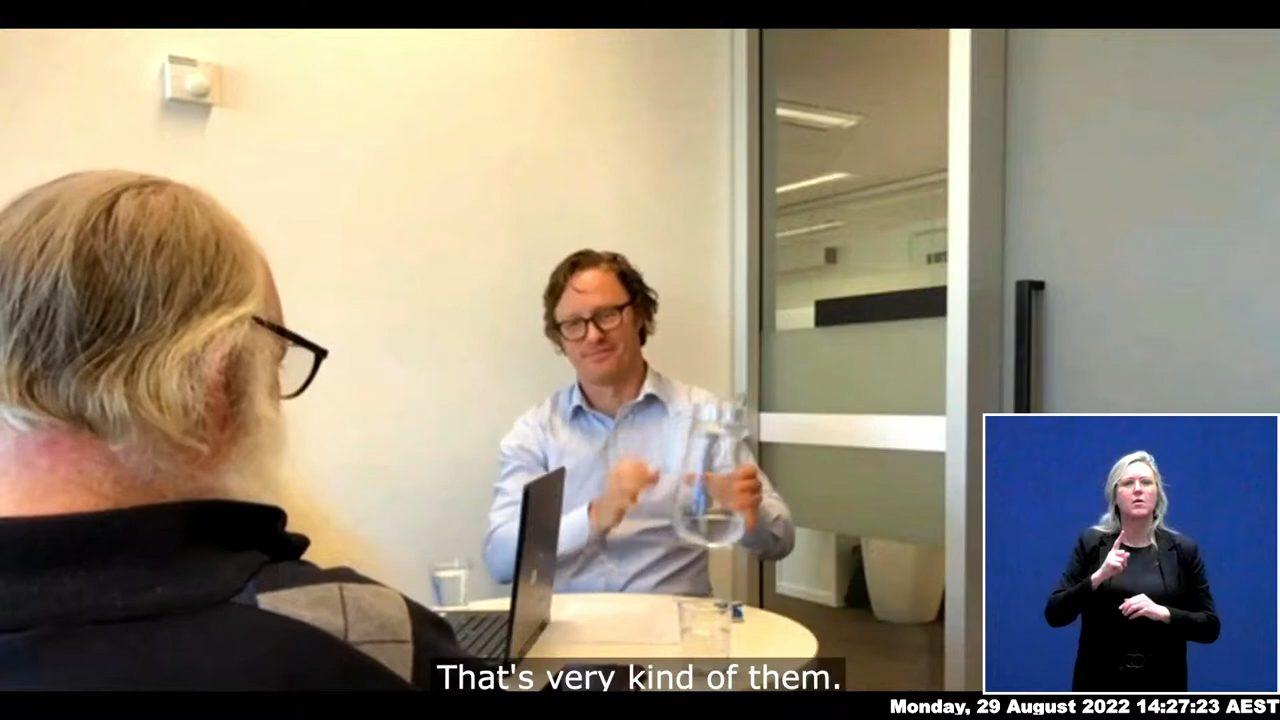 That's very kind of them.
Monday, 29 August 2022 14:27:23 AEST